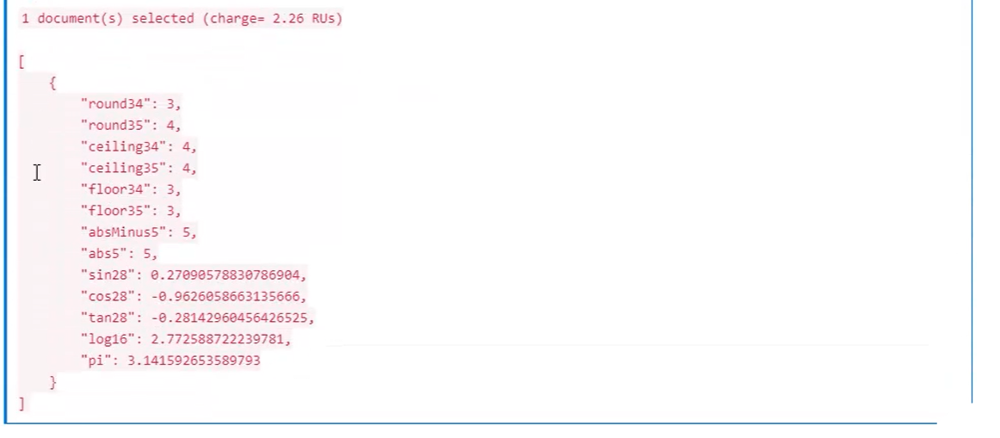 1 document(s) selected (charge= 2.26 RUs)
[
{
"round34": 3,
"round35": 4,
"ceiling34": 4,
"ceiling35": 4,
"floor34": 3,
"floor35": 3,
"absMinus5": 5,
"abs5": 5,
"sin28": 0.27090578830786904,
"cos28": -0.9626058663135666,
"tan28": -0.28142960456426525,
"log16": 2.772588722239781,
"pi": 3.141592653589793
}
]